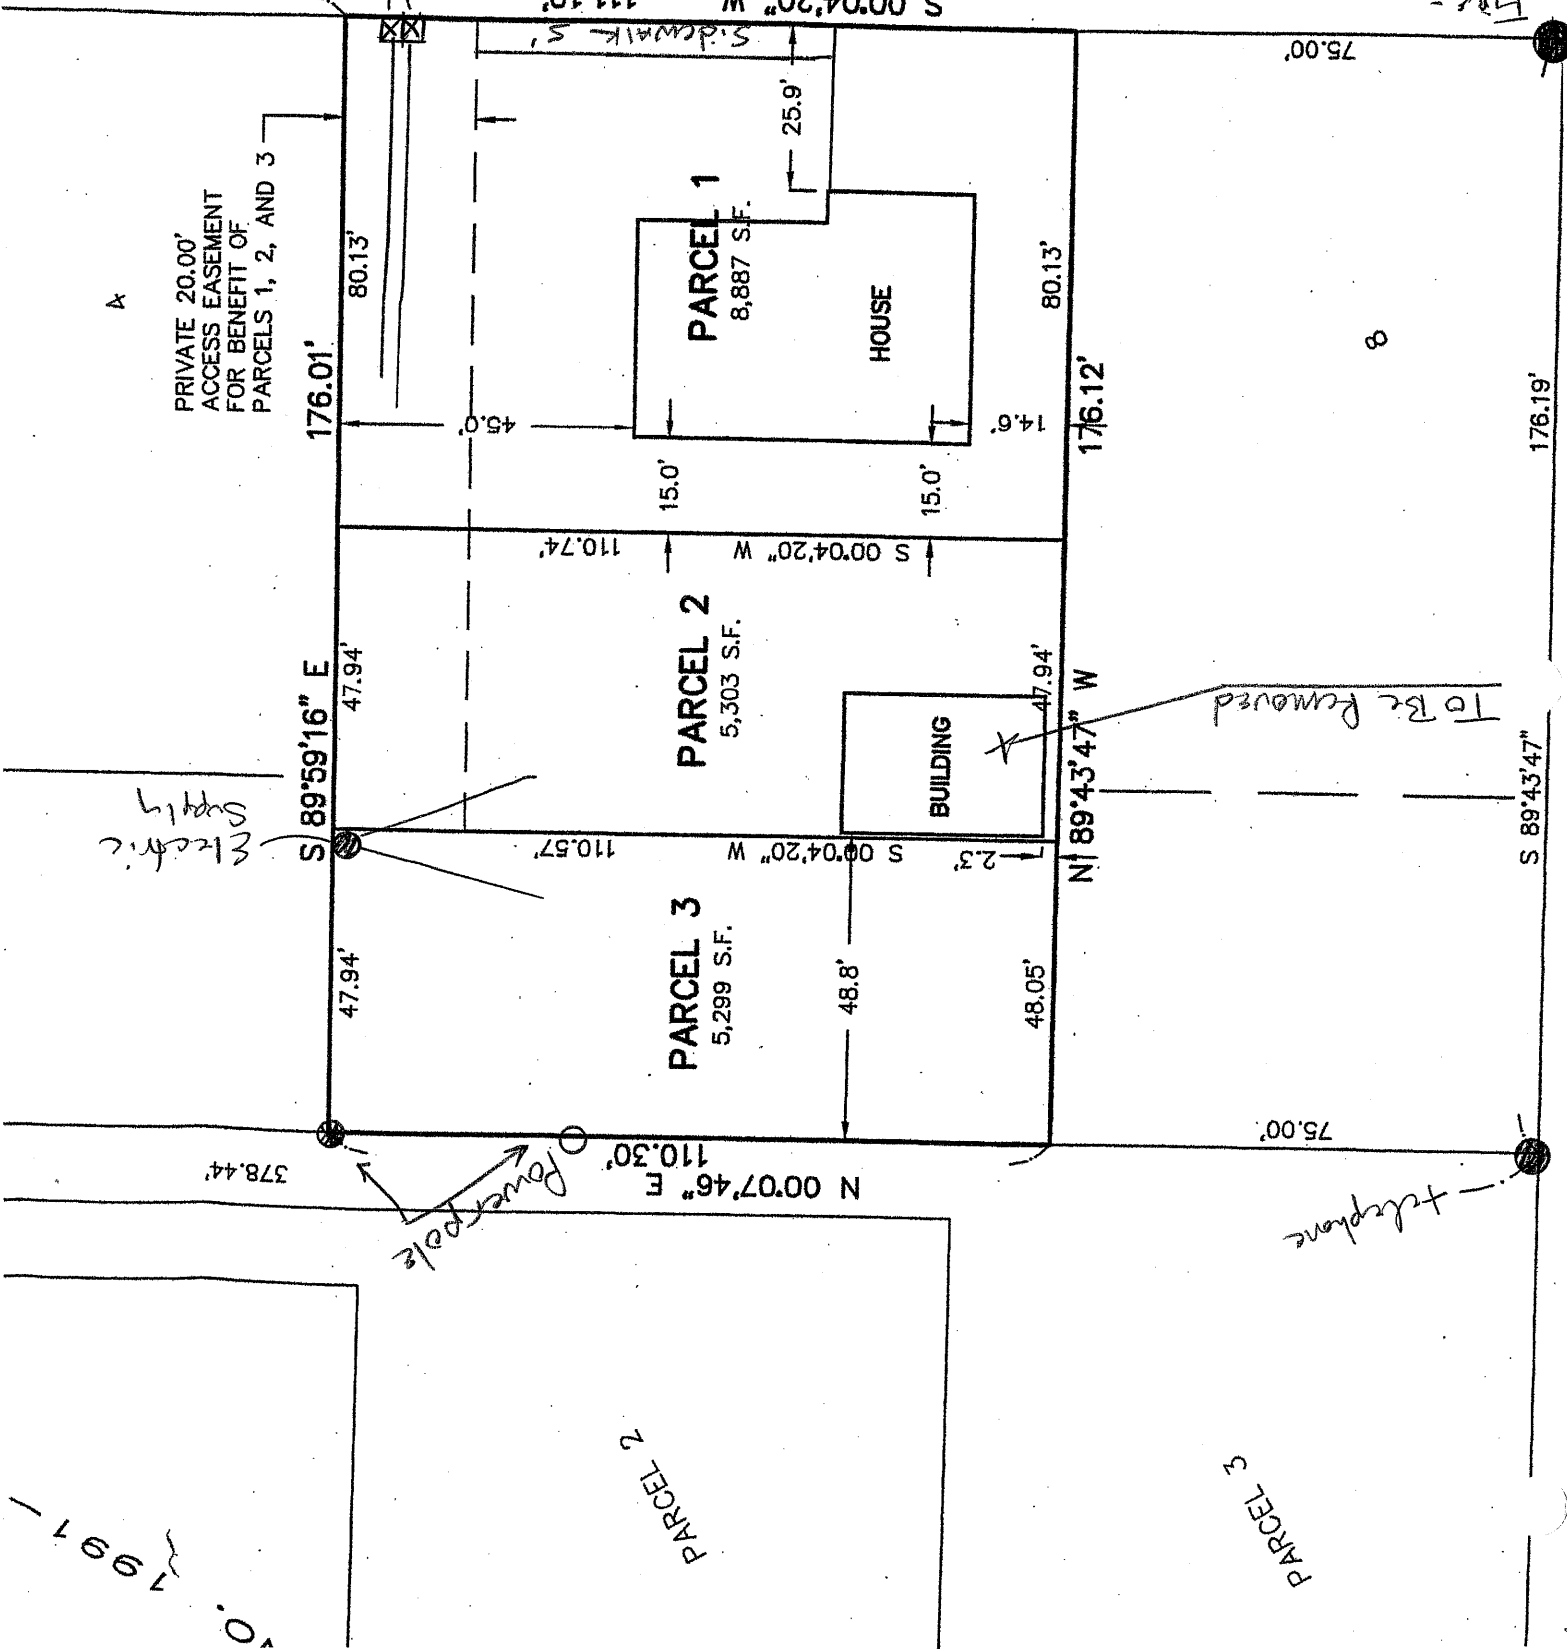 S 00°04'20" W
Sidewalk 5'
75.00'
25.9'
PRIVATE 20.00'
ACCESS EASEMENT
FOR BENEFIT OF
PARCELS 1, 2, AND 3
4
176.01'
80.13'
PARCEL 1
8,887 S.F.
HOUSE
80.13'
8
176.12'
176.19'
45.0'
14.6'
15.0'
15.0'
110.74'
S 00°04'20" W
S 89°59'16" E
47.94'
PARCEL 2
5,303 S.F.
BUILDING
47.94'
N 89°43'47" W
To Be Removed
S 89°43'47"
Electric
Supply
110.57'
S 00°04'20" W
2.3'
47.94'
PARCEL 3
5,299 S.F.
48.8'
48.05'
378.44'
Power pole
110.30'
N 00°07'46" E
75.00'
telephone
PARCEL 2
PARCEL 3
1991